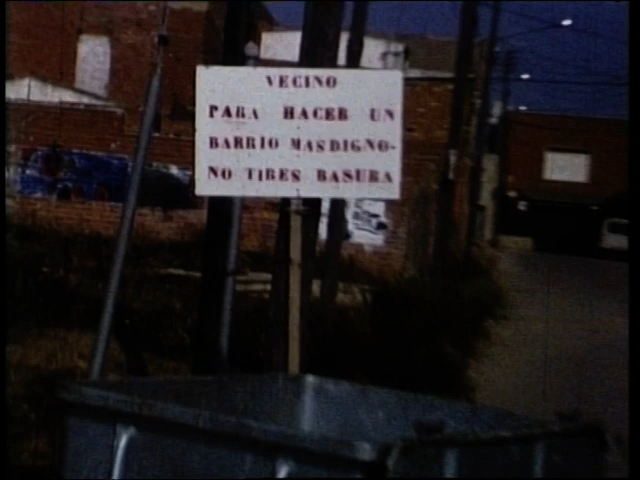 VECINO
PARA HACER UN
BARRIO MAS DIGNO-
NO TIRES BASURA